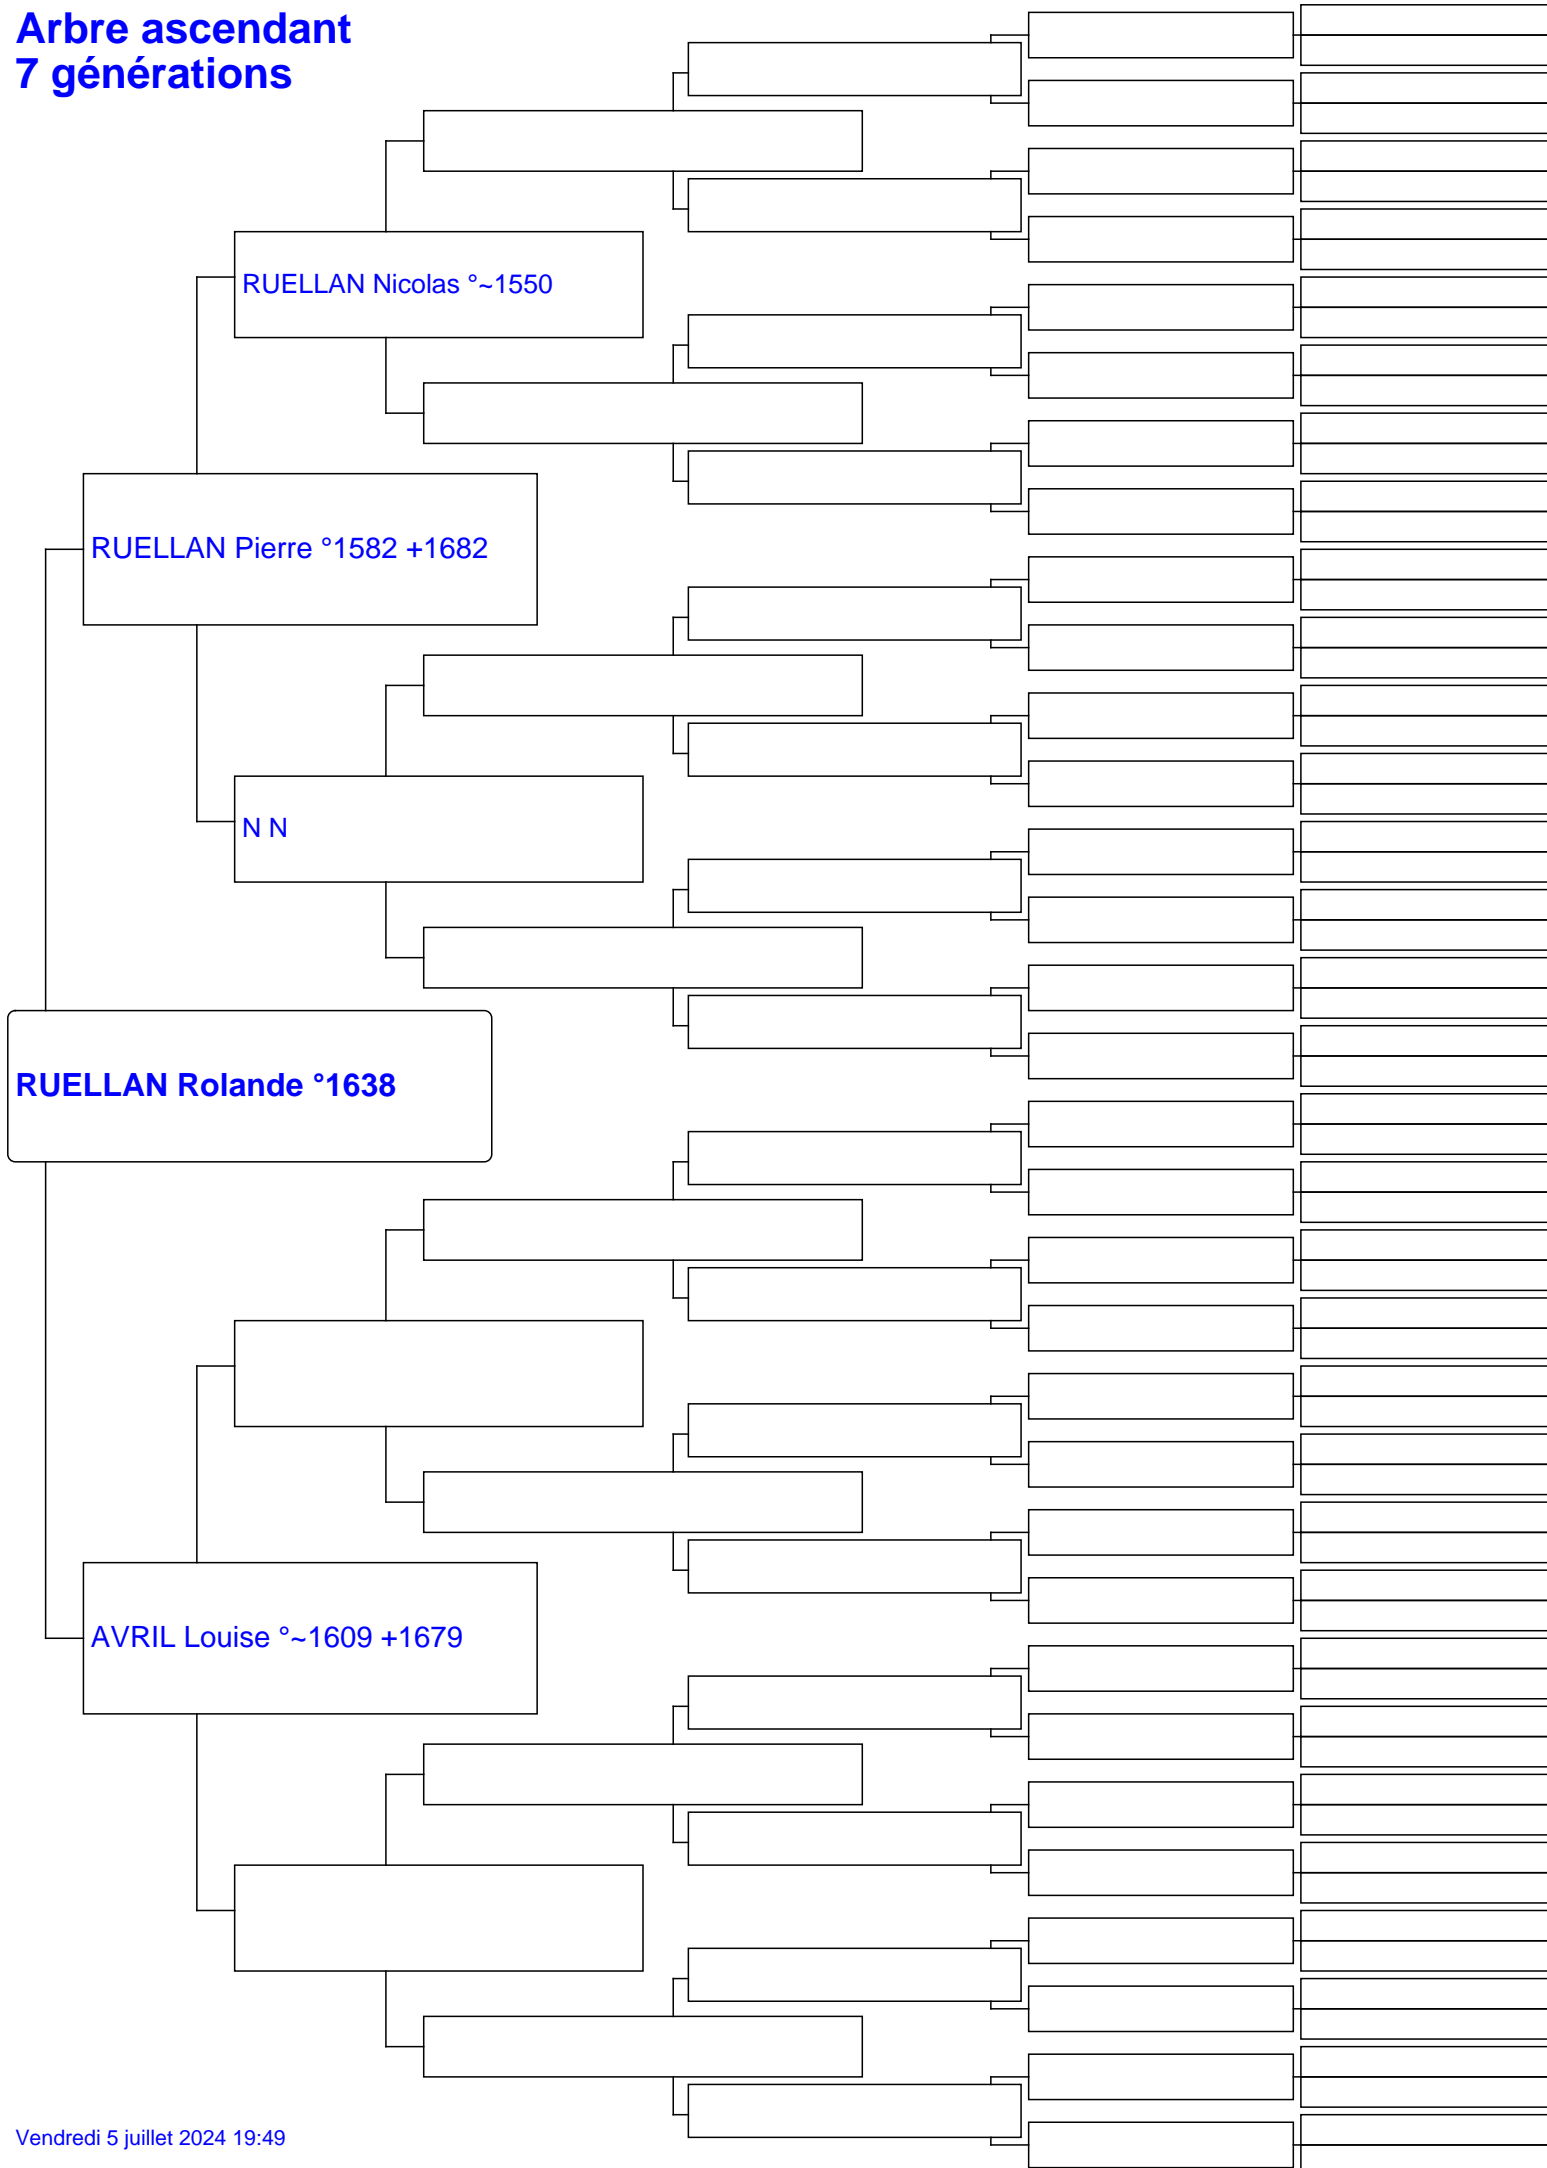 Arbre ascendant
7 générations
RUELLAN Nicolas °~1550
RUELLAN Pierre °1582 +1682
N N
RUELLAN Rolande °1638
AVRIL Louise °~1609 +1679
Vendredi 5 juillet 2024 19:49